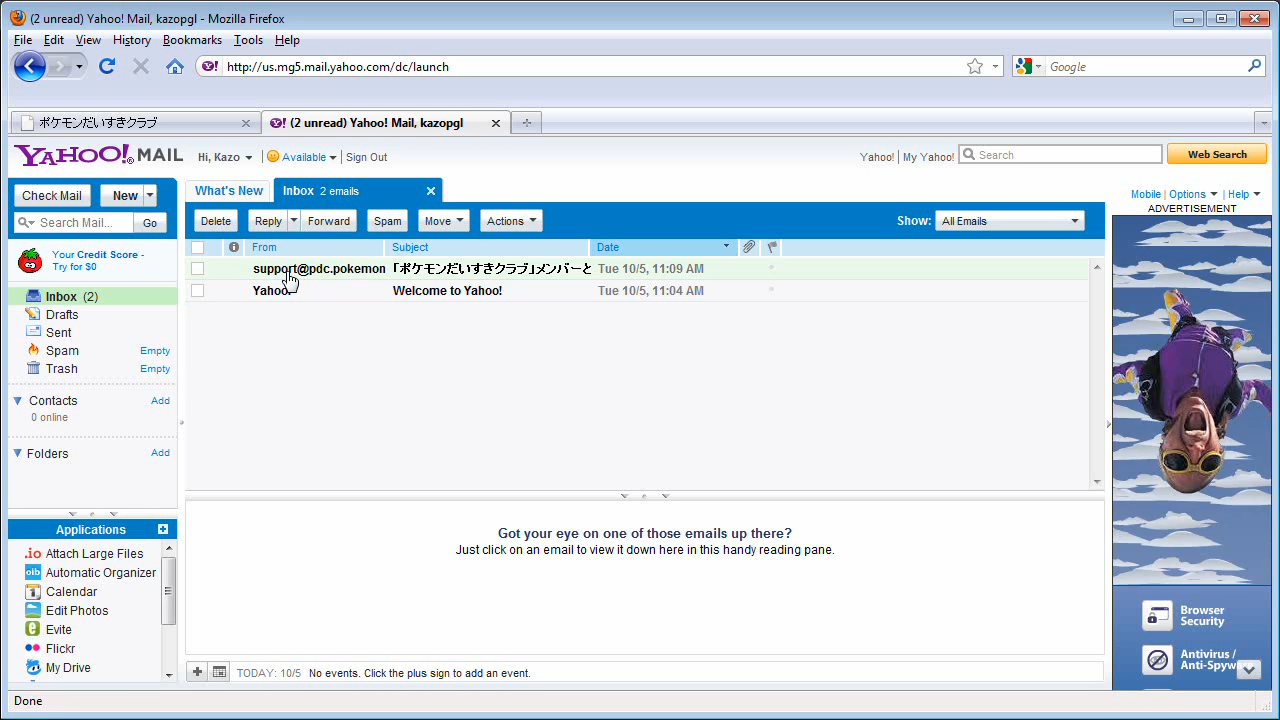 (2 unread) Yahoo! Mail, kazopgl - Mozilla Firefox
File Edit View History Bookmarks Tools Help
http://us.mg5.mail.yahoo.com/dc/launch
Google
ポケモンだいすきクラブ
(2 unread) Yahoo! Mail, kazopgl
YAHOO! MAIL
Hi, Kazo
Available
Sign Out
Yahoo! | My Yahoo!
Search
Web Search
Check Mail
New
What's New
Inbox 2 emails
Mobile | Options | Help
ADVERTISEMENT
Search Mail...
Go
Delete
Reply
Forward
Spam
Move
Actions
Show:
All Emails
From
Subject
Date
Your Credit Score -
Try for $0
support@pdc.pokemon
「ポケモンだいすきクラブ」メンバーと
Tue 10/5, 11:09 AM
Yahoo!
Welcome to Yahoo!
Tue 10/5, 11:04 AM
Inbox (2)
Drafts
Sent
Spam
Empty
Trash
Empty
Contacts
Add
0 online
Folders
Add
Applications
.io Attach Large Files
oib Automatic Organizer
Calendar
Edit Photos
Evite
Flickr
My Drive
Got your eye on one of those emails up there?
Just click on an email to view it down here in this handy reading pane.
Browser
Security
Antivirus /
TODAY: 10/5 No events. Click the plus sign to add an event.
Done